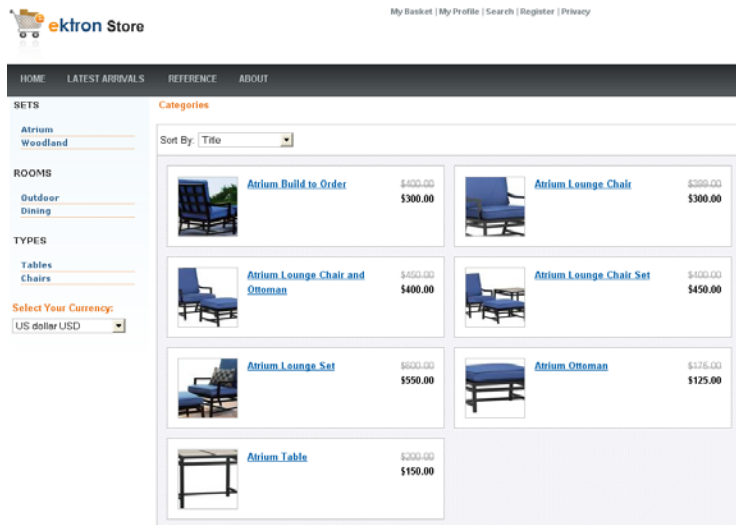 ektron Store
My Basket | My Profile | Search | Register | Privacy
HOME LATEST ARRIVALS REFERENCE ABOUT
SETS
Atrium
Woodland
ROOMS
Outdoor
Dining
TYPES
Tables
Chairs
Select Your Currency:
US dollar USD
Categories
Sort By: Title
Atrium Build to Order $400.00
$300.00
Atrium Lounge Chair $399.00
$300.00
Atrium Lounge Chair and $450.00
Ottoman $400.00
Atrium Lounge Chair Set $400.00
$450.00
Atrium Lounge Set $600.00
$550.00
Atrium Ottoman $175.00
$125.00
Atrium Table $200.00
$150.00